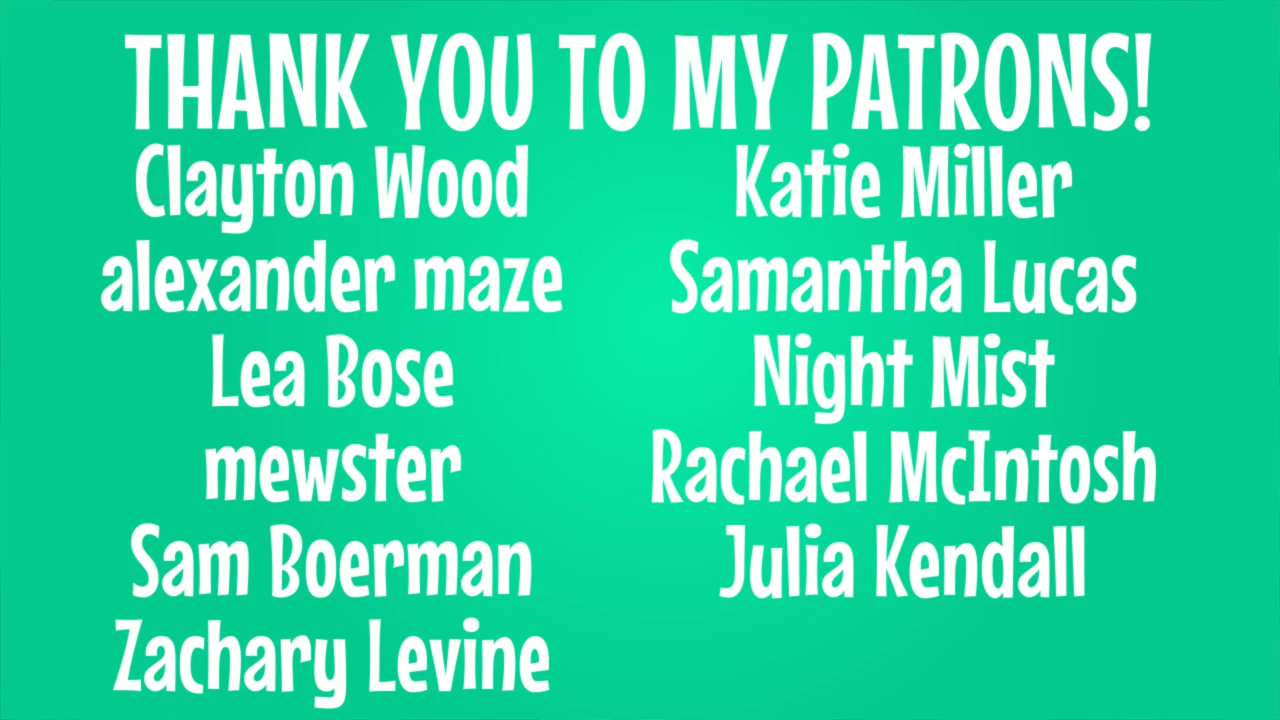 THANK YOU TO MY PATRONS!
Clayton Wood
alexander maze
Lea Bose
mewster
Sam Boerman
Zachary Levine
Katie Miller
Samantha Lucas
Night Mist
Rachael McIntosh
Julia Kendall